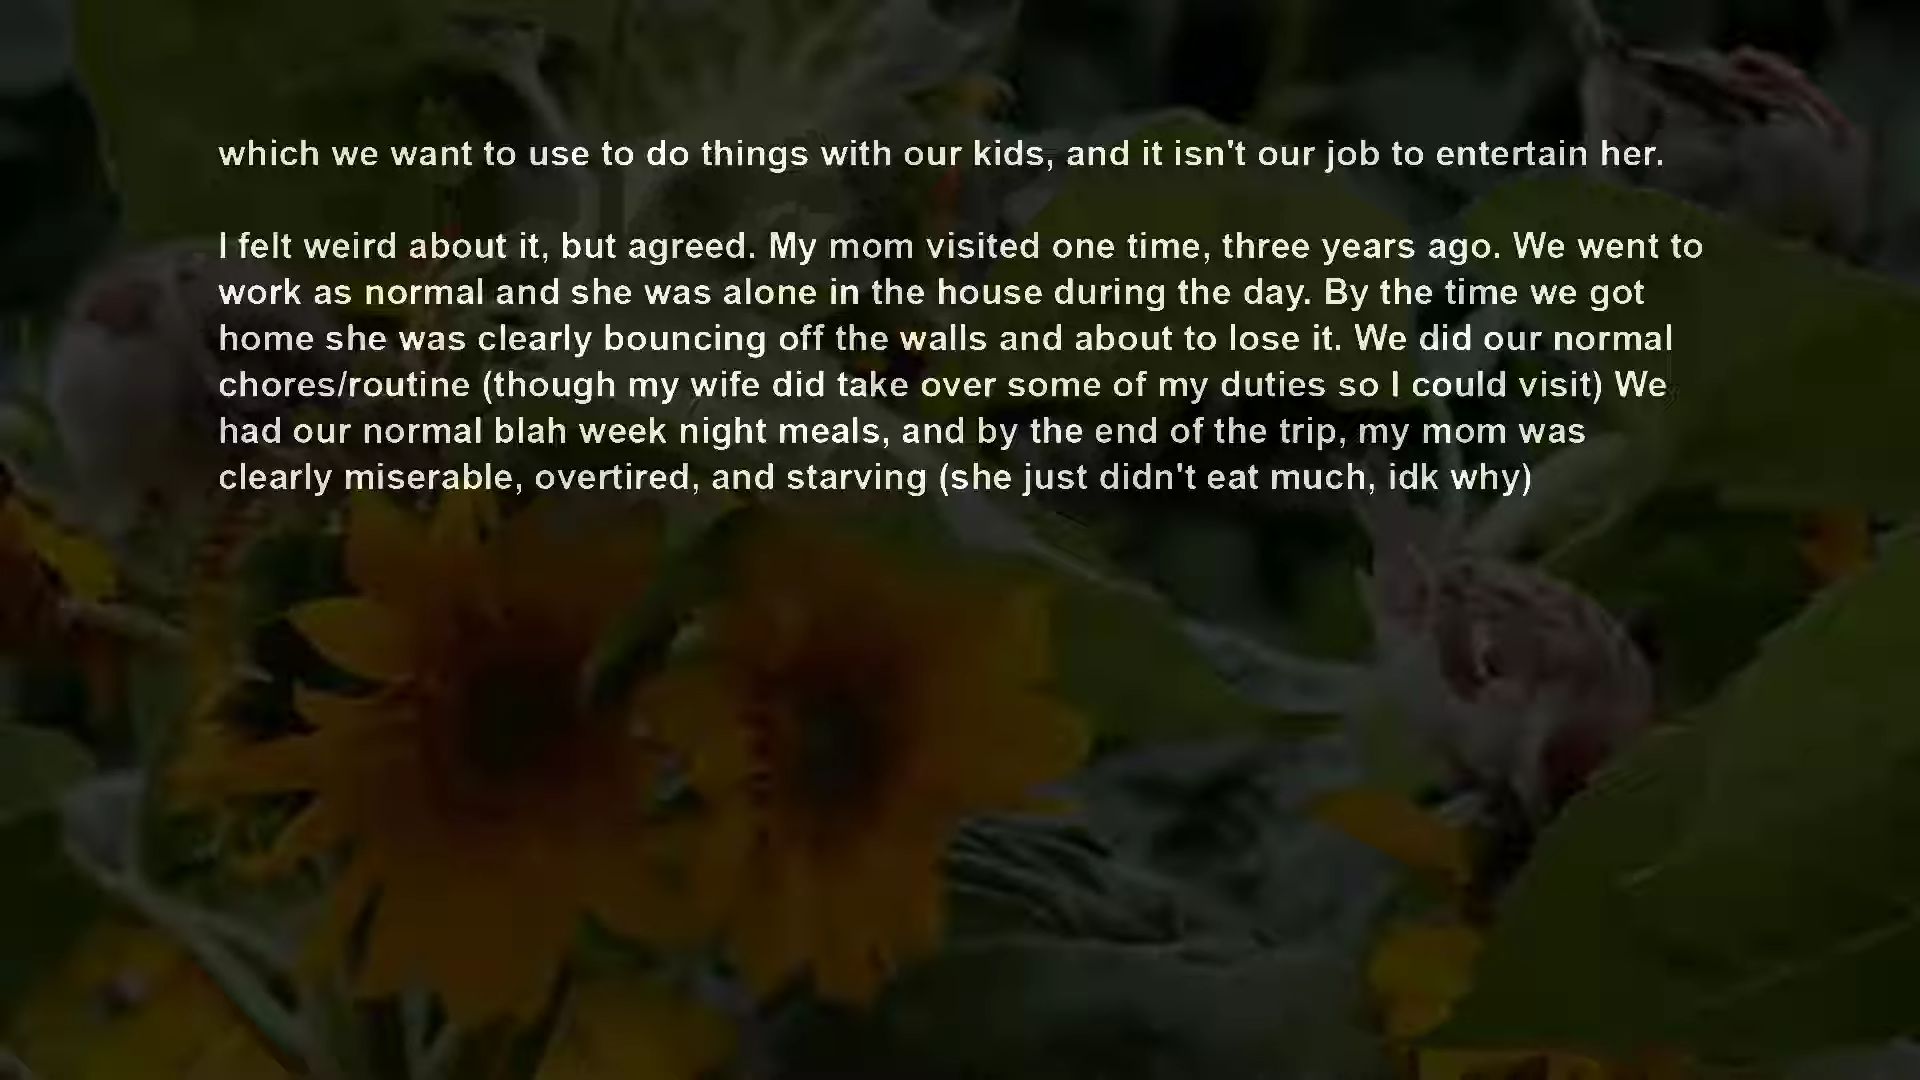 which we want to use to do things with our kids, and it isn't our job to entertain her.
I felt weird about it, but agreed. My mom visited one time, three years ago. We went to
work as normal and she was alone in the house during the day. By the time we got
home she was clearly bouncing off the walls and about to lose it. We did our normal
chores/routine (though my wife did take over some of my duties so I could visit) We
had our normal blah week night meals, and by the end of the trip, my mom was
clearly miserable, overtired, and starving (she just didn't eat much, idk why)